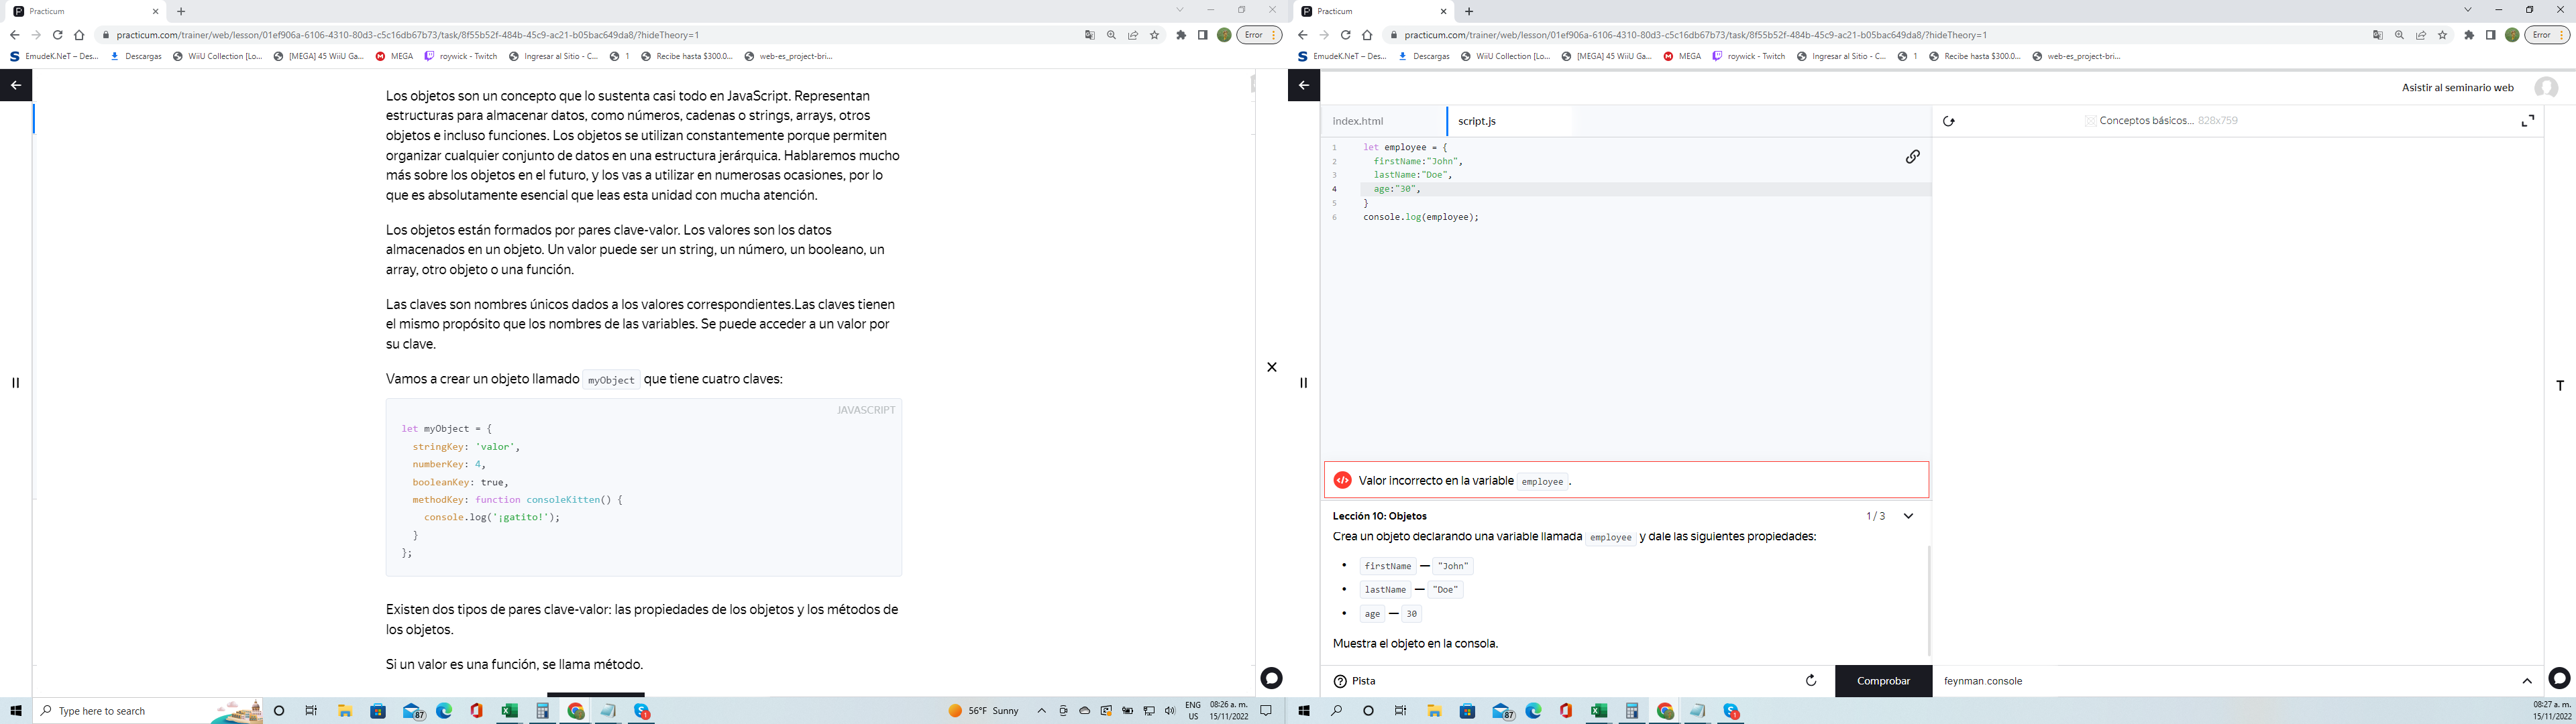 Practicum
practicum.com/trainer/web/lesson/01ef906a-6106-4310-80d3-c5c16db67b73/task/8f55b52f-484b-45c9-ac21-b05bac649da8/?hideTheory=1
Error
EmudeK.NeT – Des...
Descargas
WiiU Collection [Lo...
[MEGA] 45 WiiU Ga...
MEGA
roywick - Twitch
Ingresar al Sitio - C...
1
Recibe hasta $300.0...
web-es_project-bri...
Los objetos son un concepto que lo sustenta casi todo en JavaScript. Representan
estructuras para almacenar datos, como números, cadenas o strings, arrays, otros
objetos e incluso funciones. Los objetos se utilizan constantemente porque permiten
organizar cualquier conjunto de datos en una estructura jerárquica. Hablaremos mucho
más sobre los objetos en el futuro, y los vas a utilizar en numerosas ocasiones, por lo
que es absolutamente esencial que leas esta unidad con mucha atención.
Los objetos están formados por pares clave-valor. Los valores son los datos
almacenados en un objeto. Un valor puede ser un string, un número, un booleano, un
array, otro objeto o una función.
Las claves son nombres únicos dados a los valores correspondientes.Las claves tienen
el mismo propósito que los nombres de las variables. Se puede acceder a un valor por
su clave.
Vamos a crear un objeto llamado myObject que tiene cuatro claves:
JAVASCRIPT
let myObject = {
stringKey: 'valor',
numberKey: 4,
booleanKey: true,
methodKey: function consoleKitten() {
console.log('¡gatito!');
}
};
Existen dos tipos de pares clave-valor: las propiedades de los objetos y los métodos de
los objetos.
Si un valor es una función, se llama método.
Type here to search
87
1
56°F Sunny
ENG
US
08:26 a. m.
15/11/2022
Practicum
practicum.com/trainer/web/lesson/01ef906a-6106-4310-80d3-c5c16db67b73/task/8f55b52f-484b-45c9-ac21-b05bac649da8/?hideTheory=1
Error
EmudeK.NeT – Des...
Descargas
WiiU Collection [Lo...
[MEGA] 45 WiiU Ga...
MEGA
roywick - Twitch
Ingresar al Sitio - C...
1
Recibe hasta $300.0...
web-es_project-bri...
Asistir al seminario web
index.html
script.js
Conceptos básicos... 828x759
1 let employee = {
2 firstName:"John",
3 lastName:"Doe",
4 age:"30",
5 }
6 console.log(employee);
T
Valor incorrecto en la variable employee.
Lección 10: Objetos
1 / 3
Crea un objeto declarando una variable llamada employee y dale las siguientes propiedades:
• firstName — "John"
• lastName — "Doe"
• age — 30
Muestra el objeto en la consola.
Pista
Comprobar
feynman.console
87
1
08:27 a. m.
15/11/2022